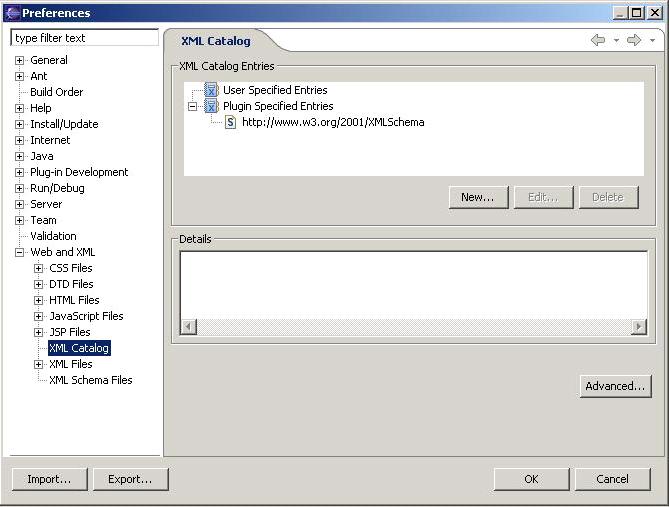 Preferences
type filter text
General
Ant
Build Order
Help
Install/Update
Internet
Java
Plug-in Development
Run/Debug
Server
Team
Validation
Web and XML
CSS Files
DTD Files
HTML Files
JavaScript Files
JSP Files
XML Catalog
XML Files
XML Schema Files
XML Catalog
XML Catalog Entries
User Specified Entries
Plugin Specified Entries
http://www.w3.org/2001/XMLSchema
New... Edit... Delete
Details
Advanced...
Import... Export... OK Cancel